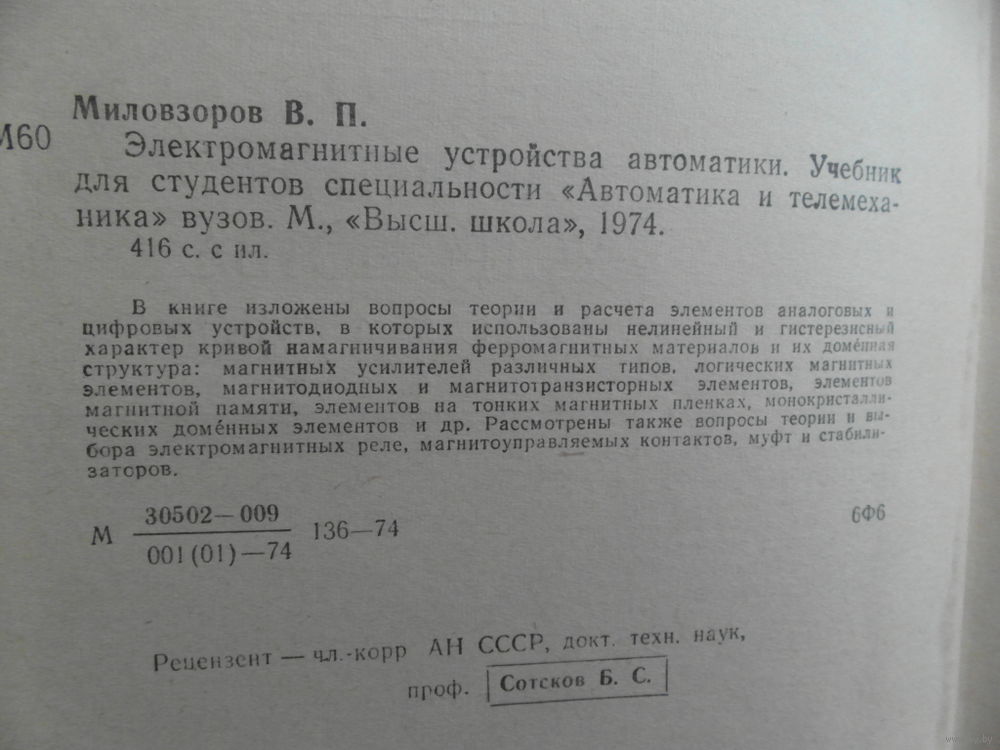 Миловзоров В. П.
М60
Электромагнитные устройства автоматики. Учебник
для студентов специальности «Автоматика и телемеха-
ника» вузов. М., «Высш. школа», 1974.
416 с. с ил.
В книге изложены вопросы теории и расчета элементов аналоговых и
цифровых устройств, в которых использованы нелинейный и гистерезисный
характер кривой намагничивания ферромагнитных материалов и их доме́нная
структура: магнитных усилителей различных типов, логических магнитных
элементов, магнитодиодных и магнитотранзисторных элементов, элементов
магнитной памяти, элементов на тонких магнитных пленках, монокристалли-
ческих доме́нных элементов и др. Рассмотрены также вопросы теории и вы-
бора электромагнитных реле, магнитоуправляемых контактов, муфт и стабили-
заторов.
М 30502—009 136—74
001(01)—74
6Ф6
Рецензент — чл.-корр АН СССР, докт. техн. наук,
проф. Сотсков Б. С.